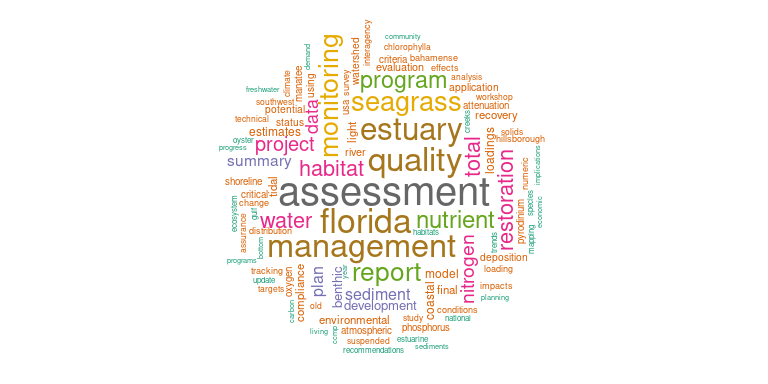 community
interagency
chlorophylla
demand
monitoring
watershed
criteria
bahamense
evaluation
effects
climate
manatee
using
usa
survey
program
analysis
freshwater
application
southwest
data
seagrass
workshop
potential
attenuation
technical
status
light
estuary
creeks
recovery
estimates
solids
oyster
project
total
loadings
hillsborough
progress
river
quality
summary
habitat
restoration
numeric
implications
shoreline
tidal
assessment
critical
change
ecosystem
gulf
water
florida
nutrient
pyrodinium
species
economic
assurance
distribution
habitats
bottom
management
nitrogen
trends
mapping
programs
tracking
oxygen
plan
benthic
year
report
model
deposition
loading
update
targets
compliance
sediment
coastal
final
impacts
carbon
old
development
planning
conditions
environmental
study
national
living
comp
atmospheric
phosphorus
suspended
estuarine
recommendations
sediments